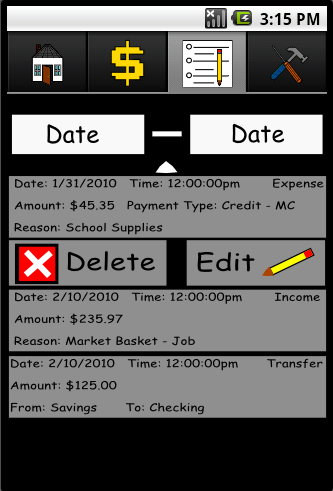 3:15 PM
$
Date — Date
Date: 1/31/2010 Time: 12:00:00pm Expense
Amount: $45.35 Payment Type: Credit - MC
Reason: School Supplies
Delete Edit
Date: 2/10/2010 Time: 12:00:00pm Income
Amount: $235.97
Reason: Market Basket - Job
Date: 2/10/2010 Time: 12:00:00pm Transfer
Amount: $125.00
From: Savings To: Checking